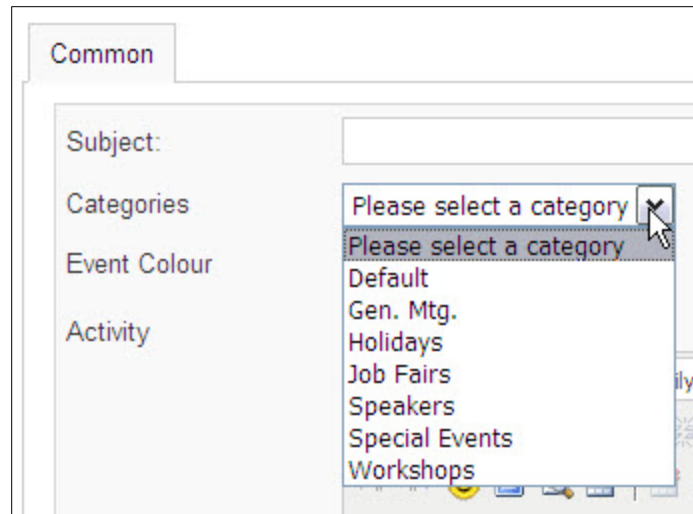 Common
Subject:
Categories
Please select a category
Please select a category
Event Colour
Default
Gen. Mtg.
Activity
Holidays
Job Fairs
ily
Speakers
Special Events
Workshops